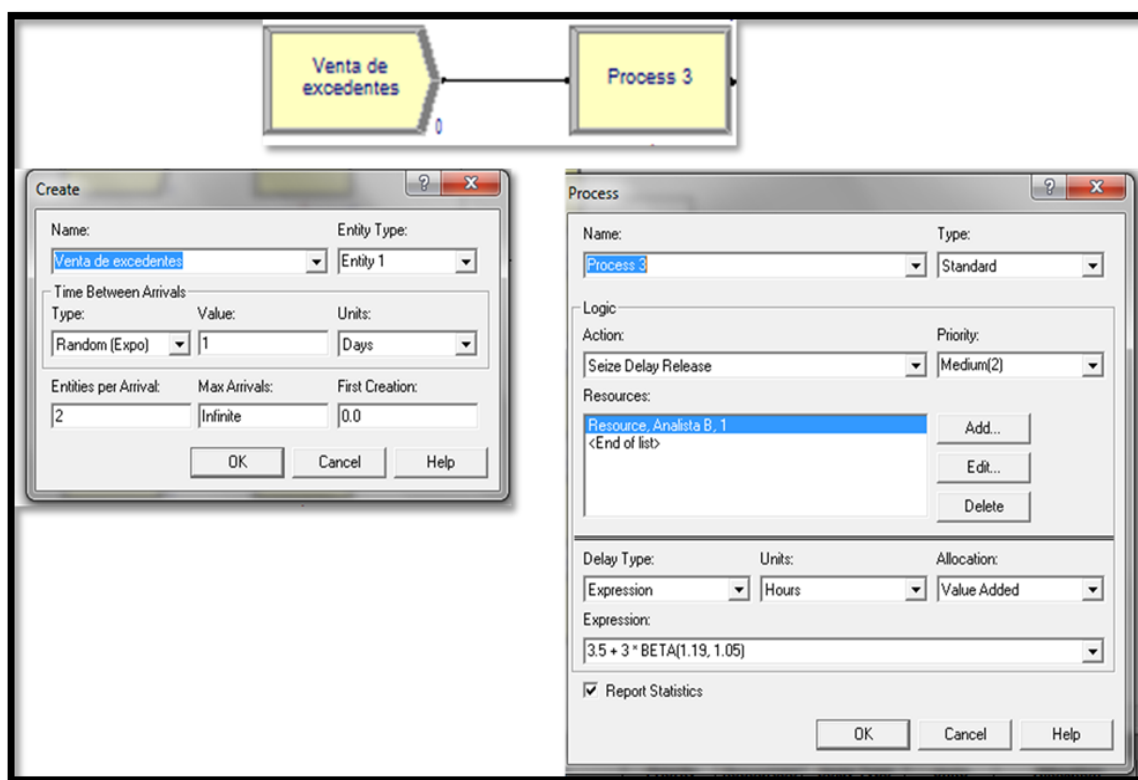 Venta de
excedentes
Process 3
0
Create
?
X
Name:
Entity Type:
Venta de excedentes
Entity 1
Time Between Arrivals
Type:
Value:
Units:
Random (Expo)
1
Days
Entities per Arrival:
Max Arrivals:
First Creation:
2
Infinite
0.0
OK
Cancel
Help
Process
?
X
Name:
Type:
Process 3
Standard
Logic
Action:
Priority:
Seize Delay Release
Medium(2)
Resources:
Resource, Analista B, 1
<End of list>
Add...
Edit...
Delete
Delay Type:
Units:
Allocation:
Expression
Hours
Value Added
Expression:
3.5 + 3 * BETA(1.19, 1.05)
Report Statistics
OK
Cancel
Help